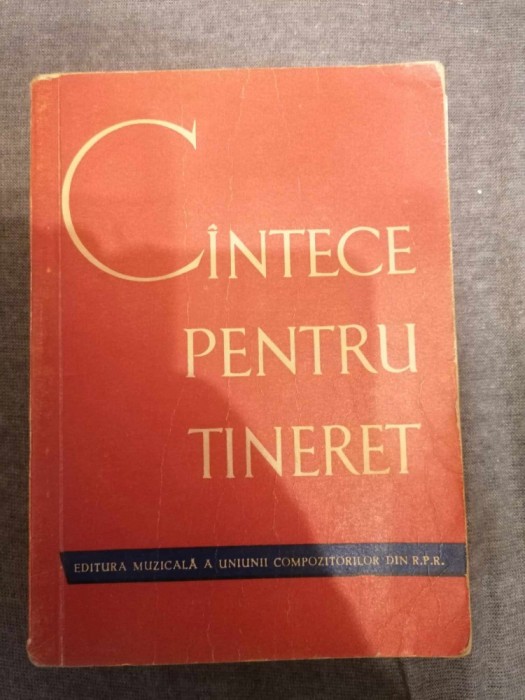 CÎNTECE
PENTRU
TINERET
EDITURA MUZICALĂ A UNIUNII COMPOZITORILOR DIN R.P.R.